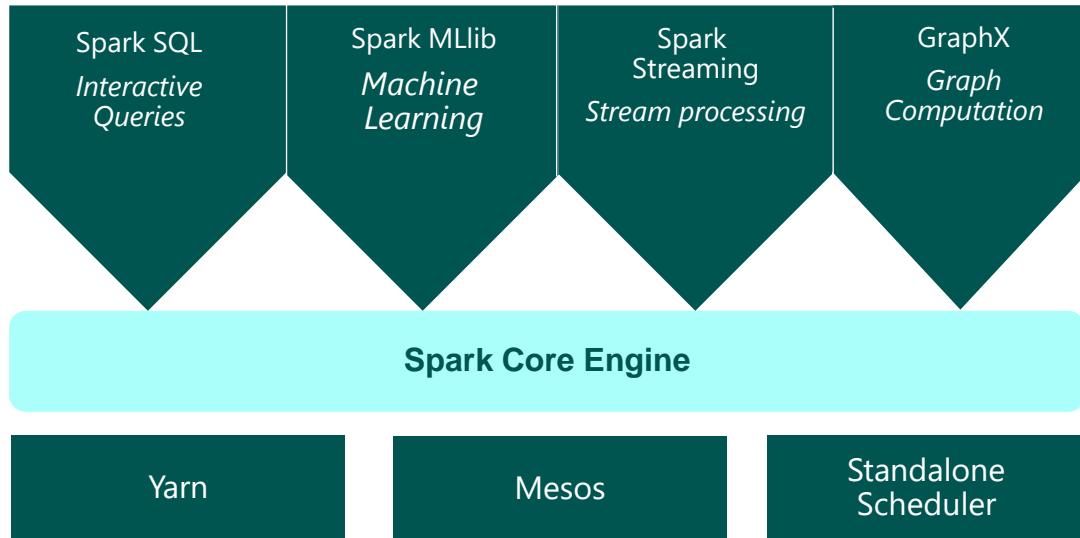 Spark SQL
Interactive
Queries
Spark MLlib
Machine
Learning
Spark
Streaming
Stream processing
GraphX
Graph
Computation
Spark Core Engine
Yarn
Mesos
Standalone
Scheduler